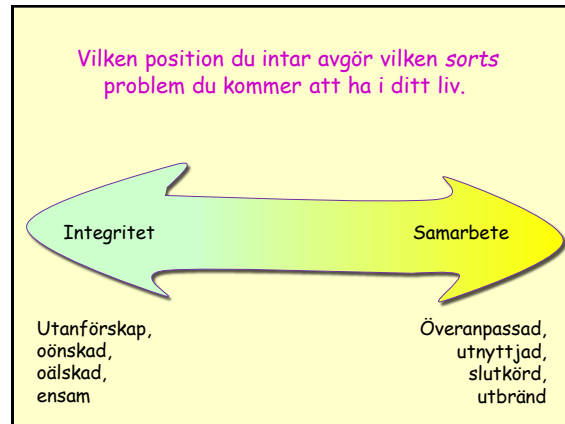 Vilken position du intar avgör vilken sorts
problem du kommer att ha i ditt liv.
Integritet
Samarbete
Utanförskap,
oönskad,
oälskad,
ensam
Överanpassad,
utnyttjad,
slutkörd,
utbränd